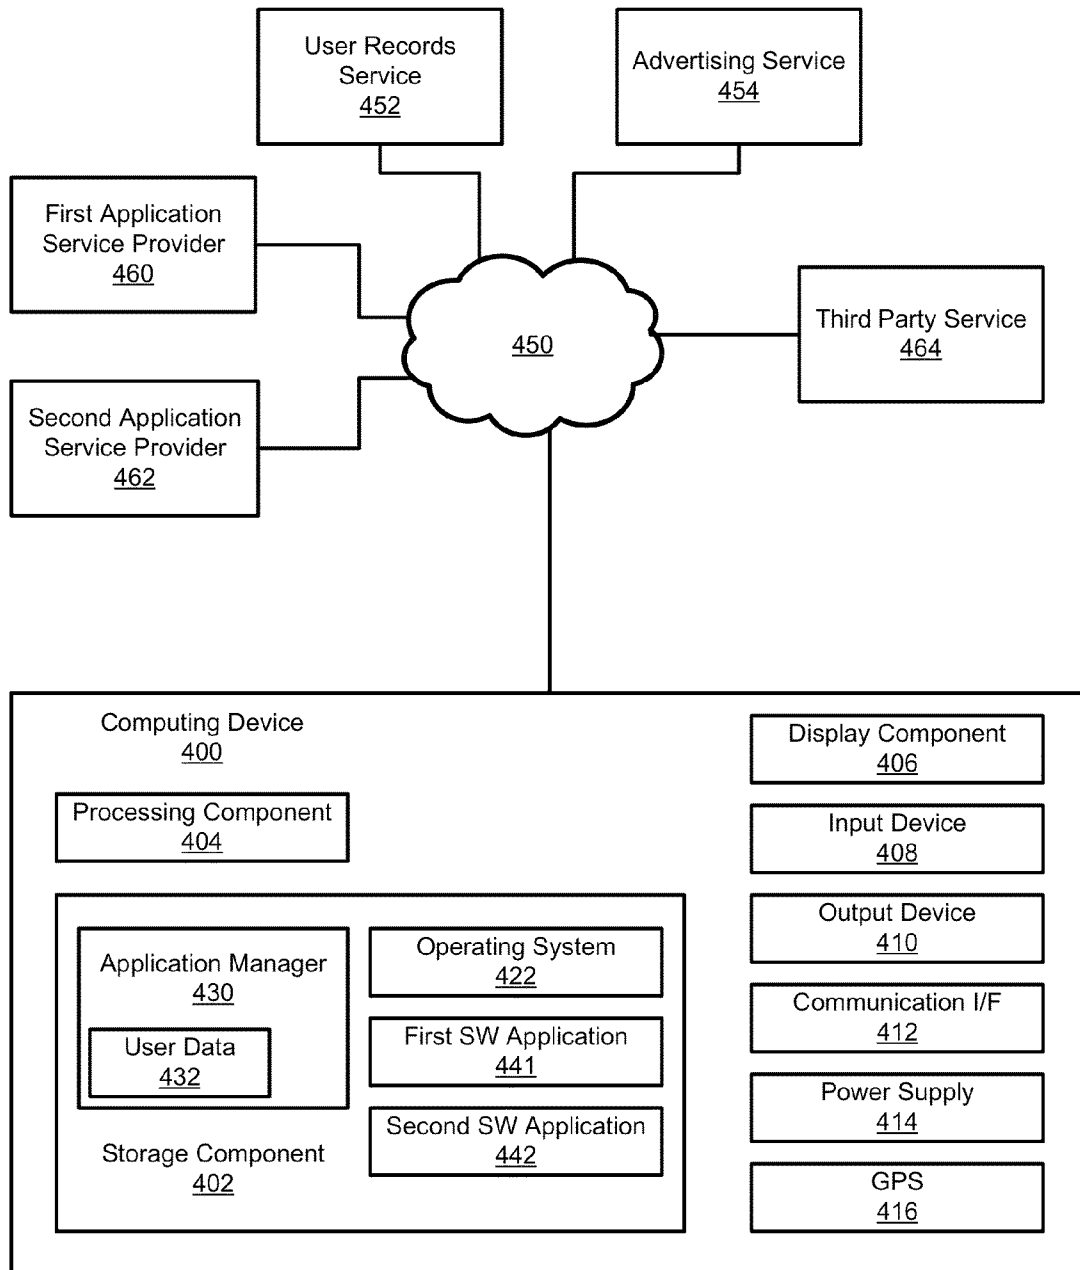 User Records
Service
452
Advertising Service
454
First Application
Service Provider
460
Third Party Service
464
450
Second Application
Service Provider
462
Computing Device
400
Processing Component
404
Application Manager
430
User Data
432
Storage Component
402
Operating System
422
First SW Application
441
Second SW Application
442
Display Component
406
Input Device
408
Output Device
410
Communication I/F
412
Power Supply
414
GPS
416